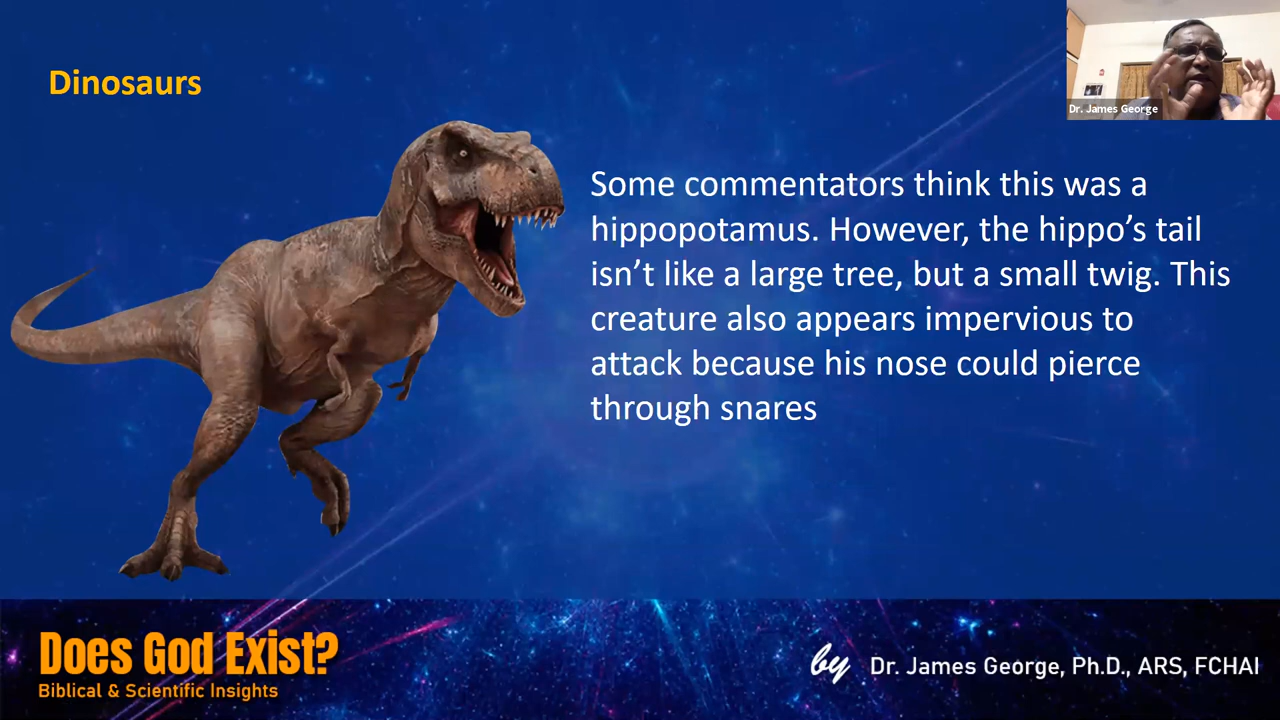 Dinosaurs
Dr. James George
Some commentators think this was a
hippopotamus. However, the hippo’s tail
isn’t like a large tree, but a small twig. This
creature also appears impervious to
attack because his nose could pierce
through snares
Does God Exist?
Biblical & Scientific Insights
by Dr. James George, Ph.D., ARS, FCHAI